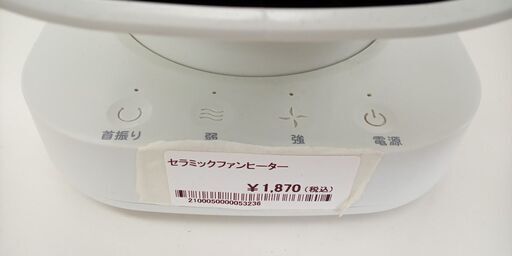 首振り 弱 強 電源
セラミックファンヒーター
¥1,870(税込)
2100050000053236